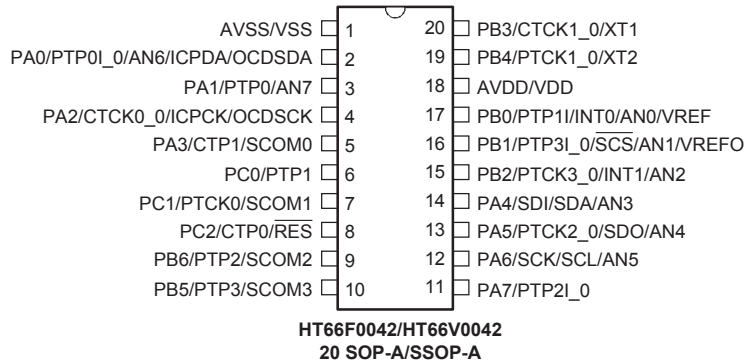 AVSS/VSS 1 20 PB3/CTCK1_0/XT1
PA0/PTP0I_0/AN6/ICPDA/OCDSDA 2 19 PB4/PTCK1_0/XT2
PA1/PTP0/AN7 3 18 AVDD/VDD
PA2/CTCK0_0/ICPCK/OCDSCK 4 17 PB0/PTP1I/INT0/AN0/VREF
PA3/CTP1/SCOM0 5 16 PB1/PTP3I_0/SCS/AN1/VREFO
PC0/PTP1 6 15 PB2/PTCK3_0/INT1/AN2
PC1/PTCK0/SCOM1 7 14 PA4/SDI/SDA/AN3
PC2/CTP0/RES 8 13 PA5/PTCK2_0/SDO/AN4
PB6/PTP2/SCOM2 9 12 PA6/SCK/SCL/AN5
PB5/PTP3/SCOM3 10 11 PA7/PTP2I_0
HT66F0042/HT66V0042
20 SOP-A/SSOP-A